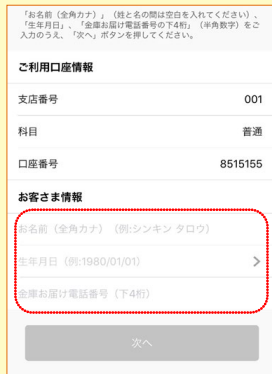 「お名前（全角カナ）」（姓と名の間は空白を入れてください）、
「生年月日」、「金庫お届け電話番号の下4桁」（半角数字）をご
入力のうえ、「次へ」ボタンを押してください。
ご利用口座情報
支店番号 001
科目 普通
口座番号 8515155
お客さま情報
お名前（全角カナ）（例:シンキン タロウ）
生年月日（例:1980/01/01）
金庫お届け電話番号（下4桁）
次へ